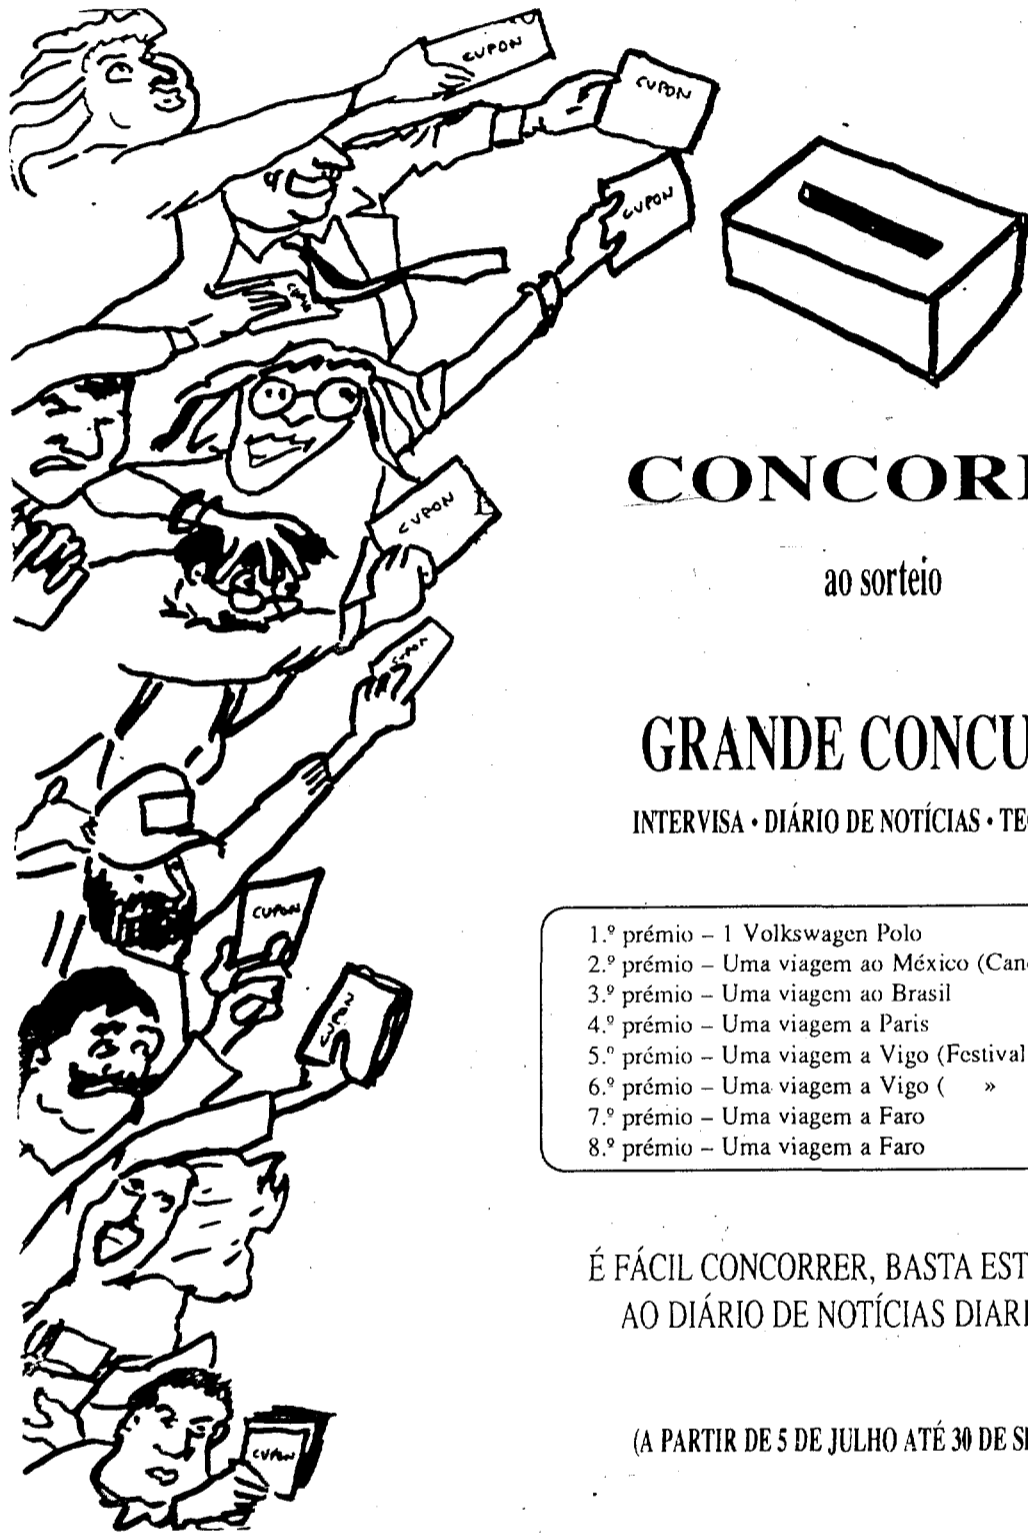 CUPON
CUPON
CUPON
CUPON
CUPON
CUPON
CUPON
CUPON
CUPON
CONCOR
ao sorteio
GRANDE CONCU
INTERVISA • DIÁRIO DE NOTÍCIAS • TE
1.º prémio – 1 Volkswagen Polo
2.º prémio – Uma viagem ao México (Can
3.º prémio – Uma viagem ao Brasil
4.º prémio – Uma viagem a Paris
5.º prémio – Uma viagem a Vigo (Festival
6.º prémio – Uma viagem a Vigo ( »
7.º prémio – Uma viagem a Faro
8.º prémio – Uma viagem a Faro
É FÁCIL CONCORRER, BASTA EST
AO DIÁRIO DE NOTÍCIAS DIARI
(A PARTIR DE 5 DE JULHO ATÉ 30 DE S